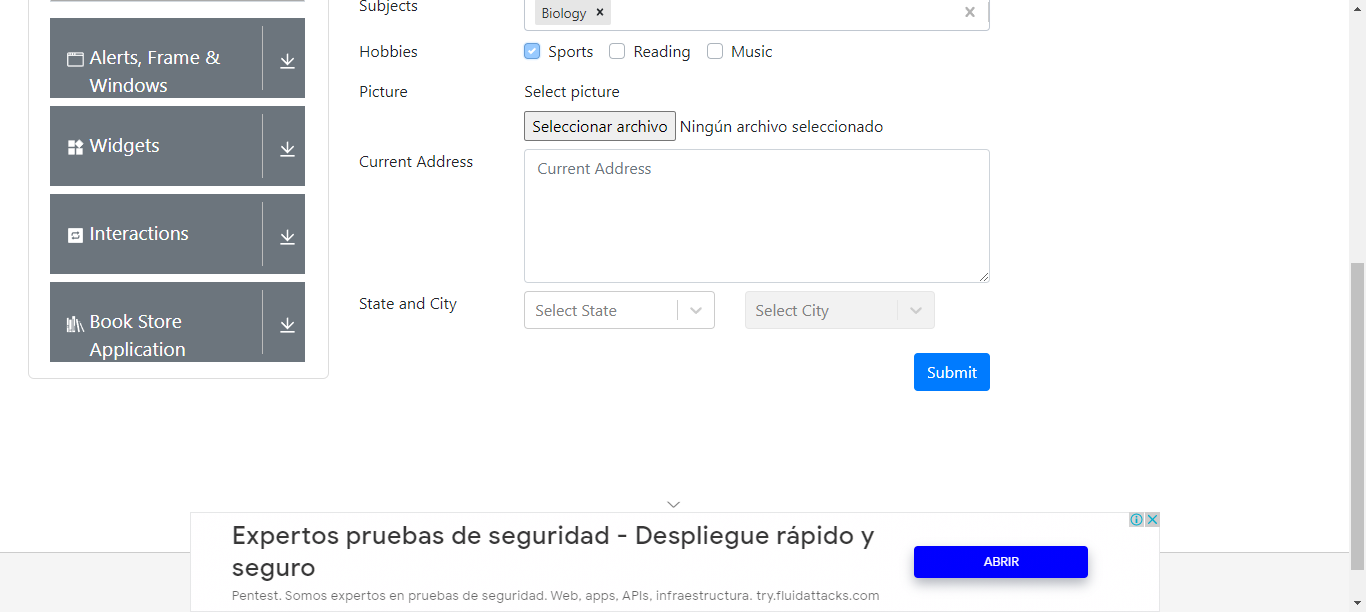 Alerts, Frame &
Windows
Widgets
Interactions
Book Store
Application
Subjects
Biology ×
Hobbies
Sports Reading Music
Picture
Select picture
Seleccionar archivo Ningún archivo seleccionado
Current Address
Current Address
State and City
Select State Select City
Submit
Expertos pruebas de seguridad - Despliegue rápido y
seguro
Pentest. Somos expertos en pruebas de seguridad. Web, apps, APIs, infraestructura. try.fluidattacks.com
ABRIR